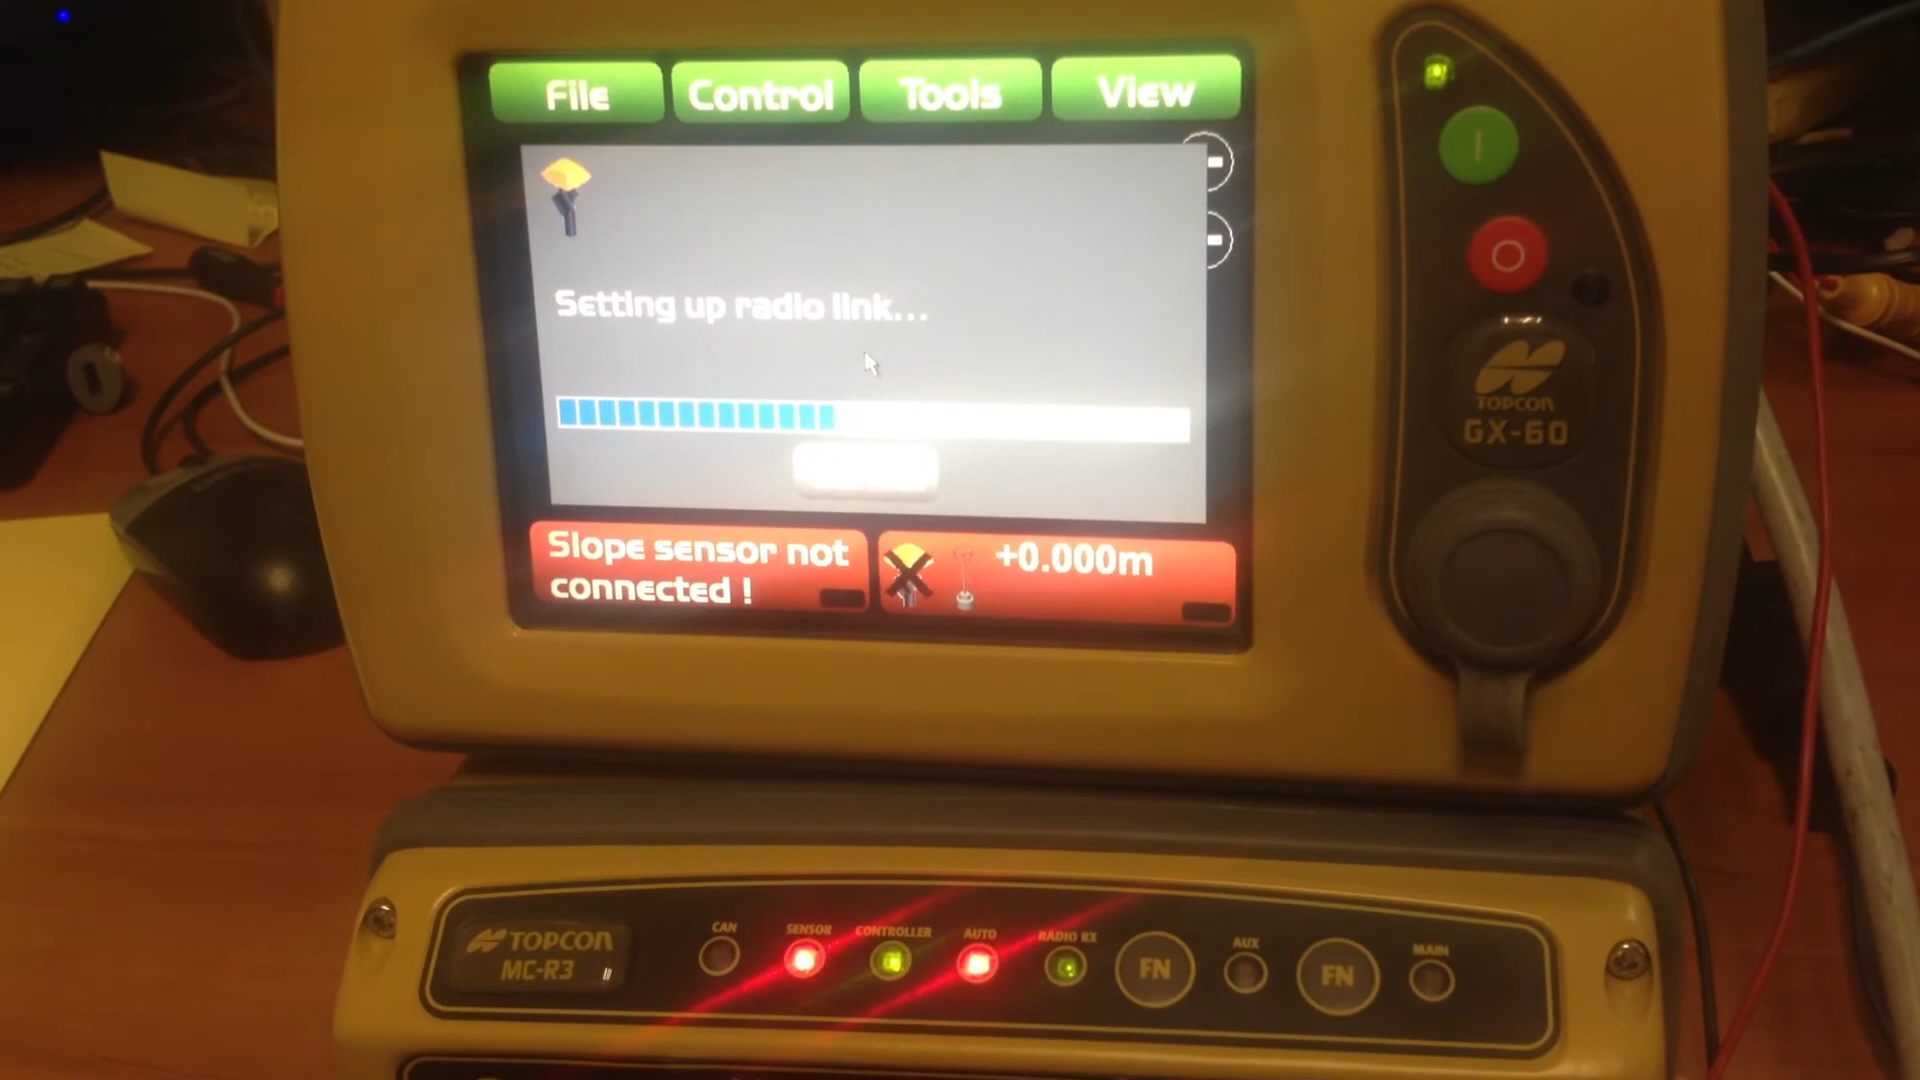 File Control Tools View
Setting up radio link...
Slope sensor not
connected !
+0.000m
TOPCON
GX-60
TOPCON
MC-R3
CAN SENSOR CONTROLLER AUTO RADIO RX FN AUX FN MAIN